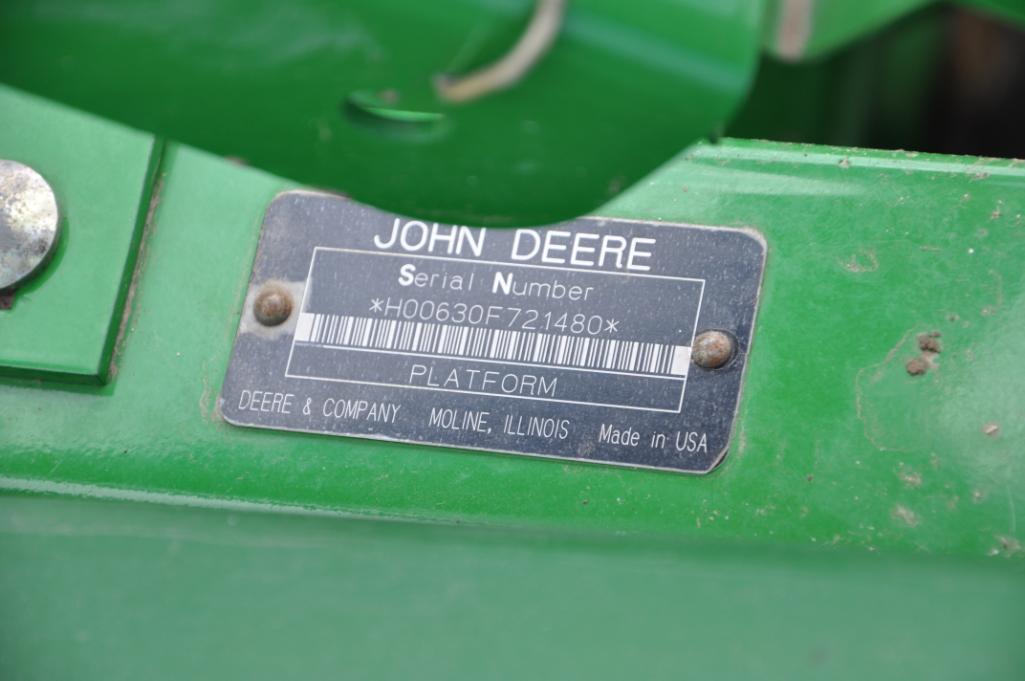 JOHN DEERE
Serial Number
*H00630F721480*
PLATFORM
DEERE & COMPANY MOLINE, ILLINOIS Made in USA